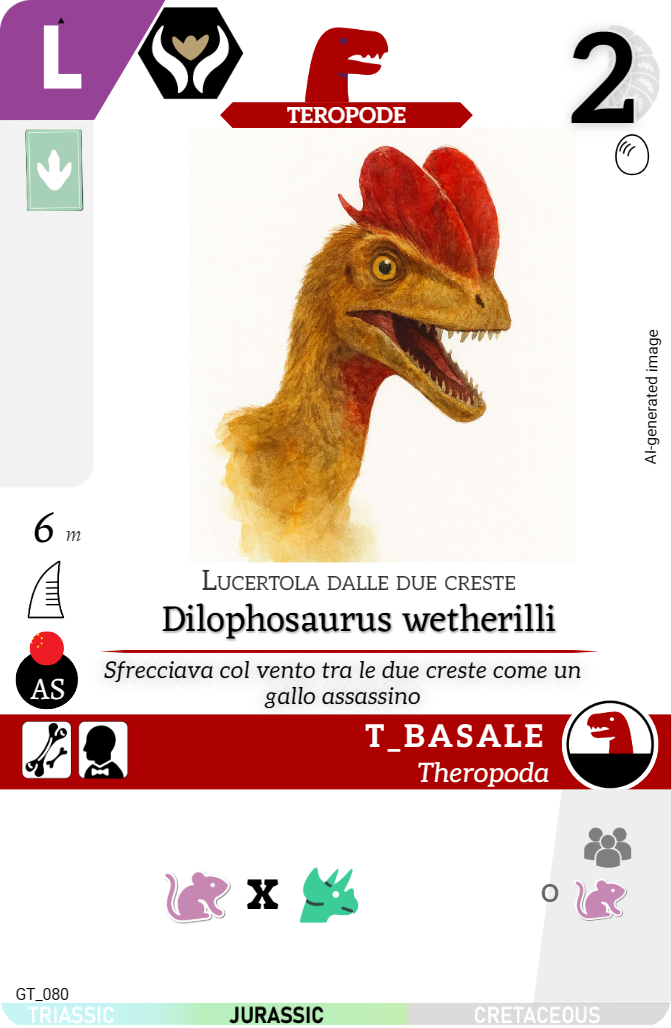 L
TEROPODE
2
AI-generated image
6 m
AS
Lucertola dalle due creste
Dilophosaurus wetherilli
Sfrecciava col vento tra le due creste come un
gallo assassino
T_BASALE
Theropoda
x
O
GT_080
TRIASSIC JURASSIC CRETACEOUS